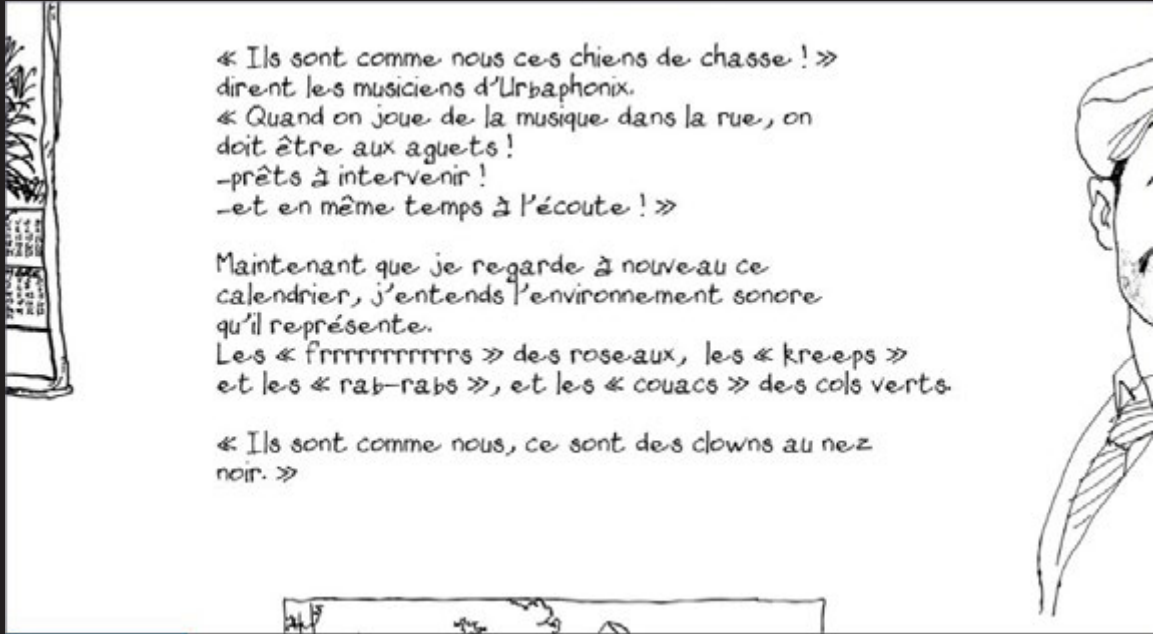 « Ils sont comme nous ces chiens de chasse ! »
dirent les musiciens d'Urbaphonix.
« Quand on joue de la musique dans la rue, on
doit être aux aguets !
-prêts à intervenir !
-et en même temps à l'écoute ! »
Maintenant que je regarde à nouveau ce
calendrier, j'entends l'environnement sonore
qu'il représente.
Les « frrrrrrrrrrrs » des roseaux, les « kreeps »
et les « rab-rabs », et les « couacs » des cols verts.
« Ils sont comme nous, ce sont des clowns au nez
noir. »